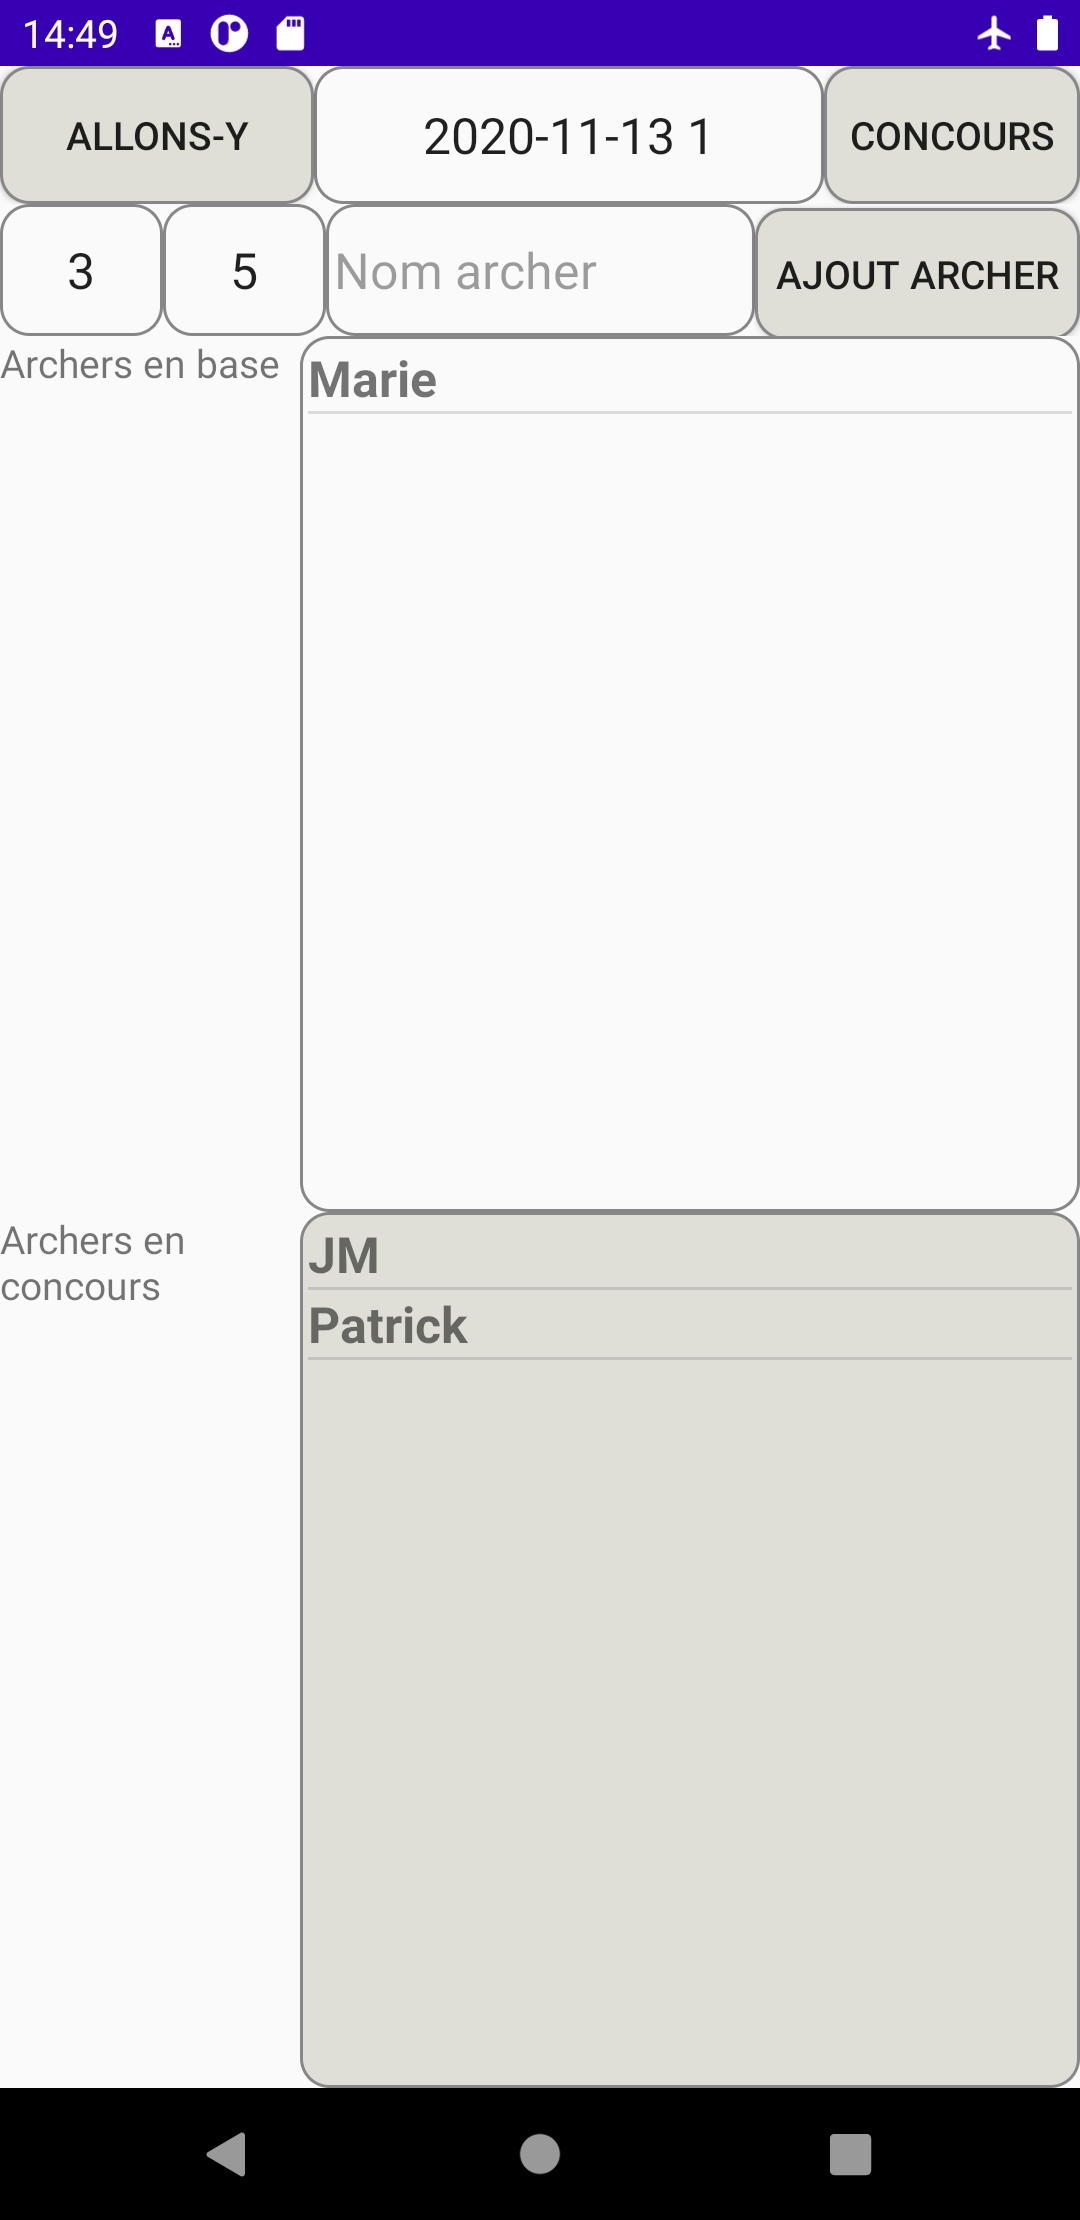 14:49
ALLONS-Y
2020-11-13 1
CONCOURS
3
5
Nom archer
AJOUT ARCHER
Archers en base
Marie
Archers en
concours
JM
Patrick